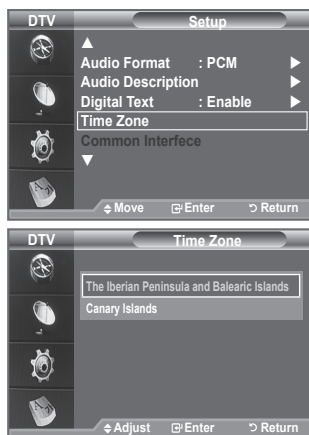 DTV Setup
▲
Audio Format : PCM ▶
Audio Description ▶
Digital Text : Enable ▶
Time Zone
Common Interfece
▼
Move Enter Return
DTV Time Zone
The Iberian Peninsula and Balearic Islands
Canary Islands
Adjust Enter Return